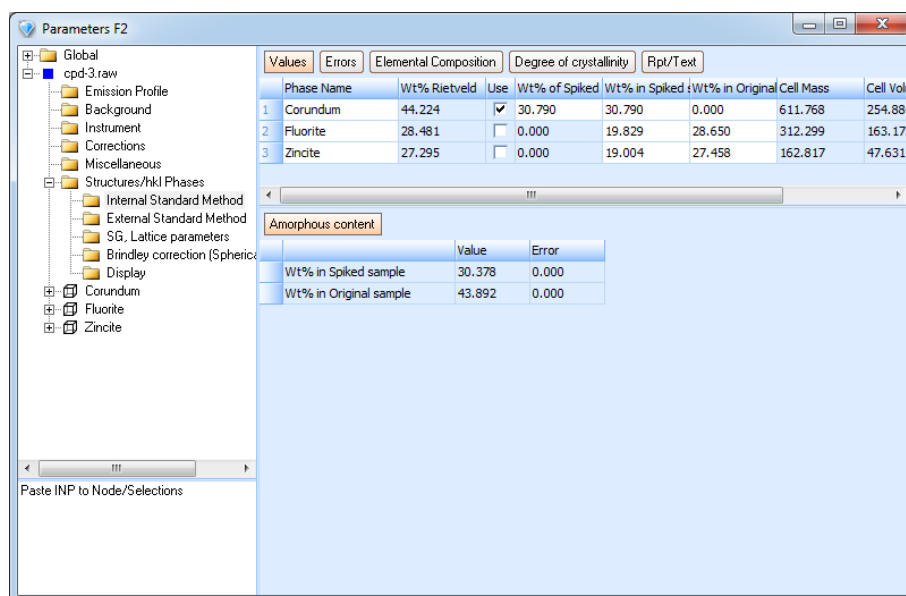 Parameters F2
Global
cpd-3.raw
Emission Profile
Background
Instrument
Corrections
Miscellaneous
Structures/hkl Phases
Internal Standard Method
External Standard Method
SG, Lattice parameters
Brindley correction (Spherica
Display
Corundum
Fluorite
Zincite
Paste INP to Node/Selections
Values Errors Elemental Composition Degree of crystallinity Rpt/Text
Phase Name Wt% Rietveld Use Wt% of Spiked Wt% in Spiked Wt% in Original Cell Mass Cell Volu
1 Corundum 44.224 30.790 30.790 0.000 611.768 254.88
2 Fluorite 28.481 0.000 19.829 28.650 312.299 163.17
3 Zincite 27.295 0.000 19.004 27.458 162.817 47.631
Amorphous content
Value Error
Wt% in Spiked sample 30.378 0.000
Wt% in Original sample 43.892 0.000